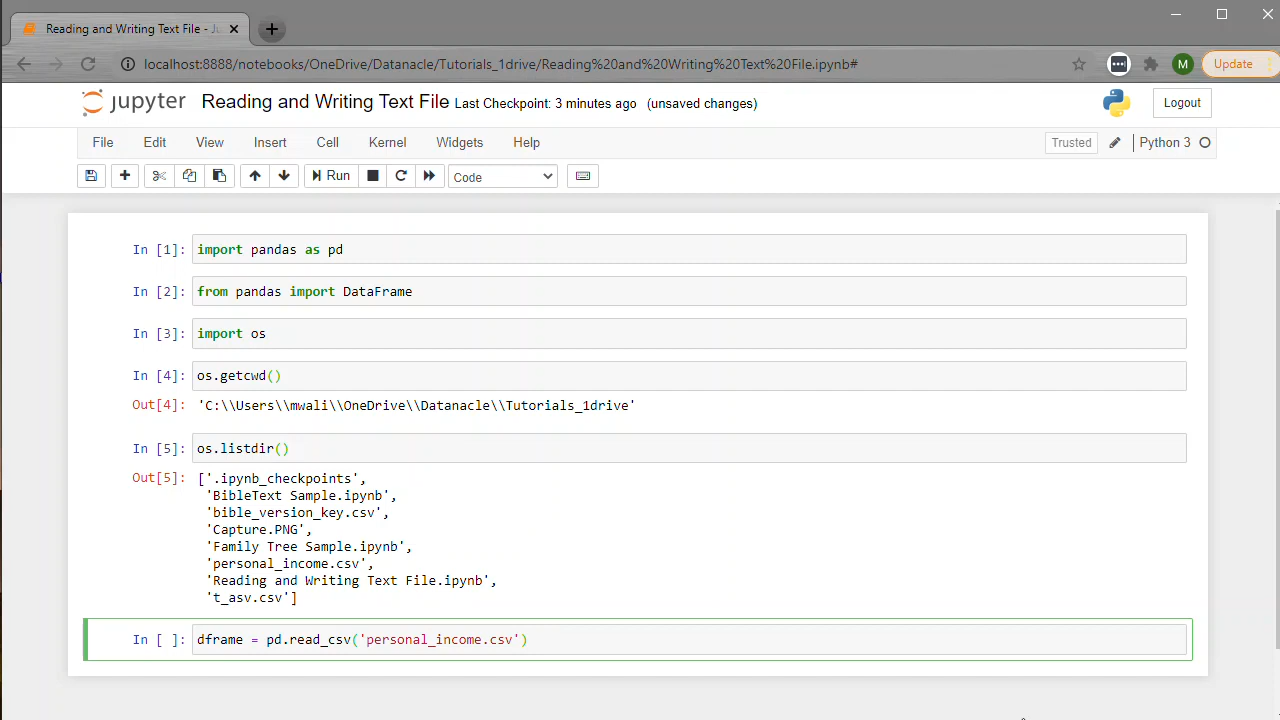 Reading and Writing Text File - Ju
localhost:8888/notebooks/OneDrive/Datanacle/Tutorials_1drive/Reading%20and%20Writing%20Text%20File.ipynb#
M
Update
jupyter Reading and Writing Text File Last Checkpoint: 3 minutes ago (unsaved changes)
Logout
File Edit View Insert Cell Kernel Widgets Help
Trusted
Python 3
Run
Code
In [1]: import pandas as pd
In [2]: from pandas import DataFrame
In [3]: import os
In [4]: os.getcwd()
Out[4]: 'C:\\Users\\mwali\\OneDrive\\Datanacle\\Tutorials_1drive'
In [5]: os.listdir()
Out[5]: ['.ipynb_checkpoints',
'BibleText Sample.ipynb',
'bible_version_key.csv',
'Capture.PNG',
'Family Tree Sample.ipynb',
'personal_income.csv',
'Reading and Writing Text File.ipynb',
't_asv.csv']
In [ ]: dframe = pd.read_csv('personal_income.csv')